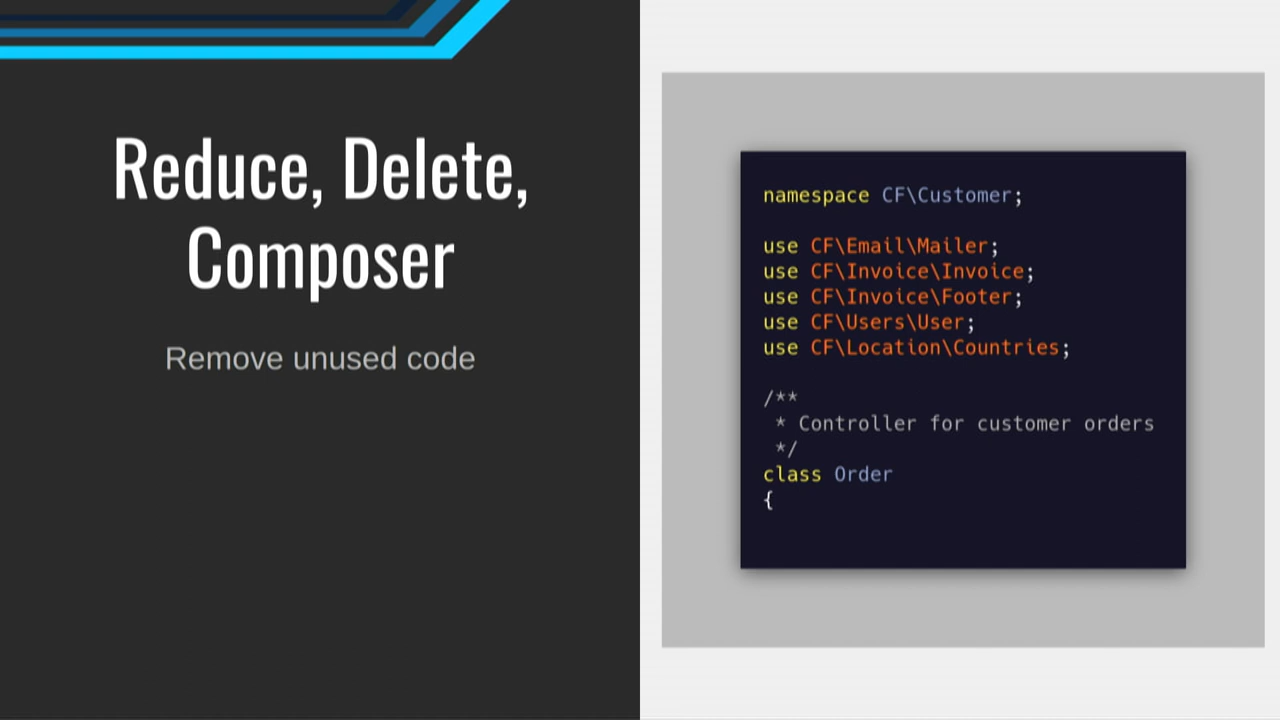 Reduce, Delete,
Composer
Remove unused code
namespace CF\Customer;
use CF\Email\Mailer;
use CF\Invoice\Invoice;
use CF\Invoice\Footer;
use CF\Users\User;
use CF\Location\Countries;
/**
 * Controller for customer orders
 */
class Order
{